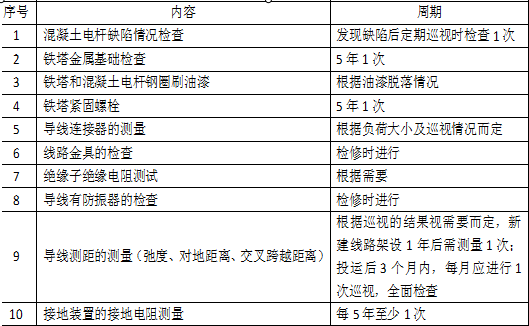 序号 内容 周期
1 混凝土电杆缺陷情况检查 发现缺陷后定期巡视时检查1次
2 铁塔金属基础检查 5年1次
3 铁塔和混凝土电杆钢圈刷油漆 根据油漆脱落情况
4 铁塔紧固螺栓 5年1次
5 导线连接器的测量 根据负荷大小及巡视情况而定
6 线路金具的检查 检修时进行
7 绝缘子绝缘电阻测试 根据需要
8 导线有防振器的检查 检修时进行
9 导线测距的测量（弛度、对地距离、交叉跨越距离） 根据巡视的结果视需要而定，新
建线路架设1年后需测量1次；
投运后3个月内，每月应进行1
次巡视，全面检查
10 接地装置的接地电阻测量 每5年至少1次